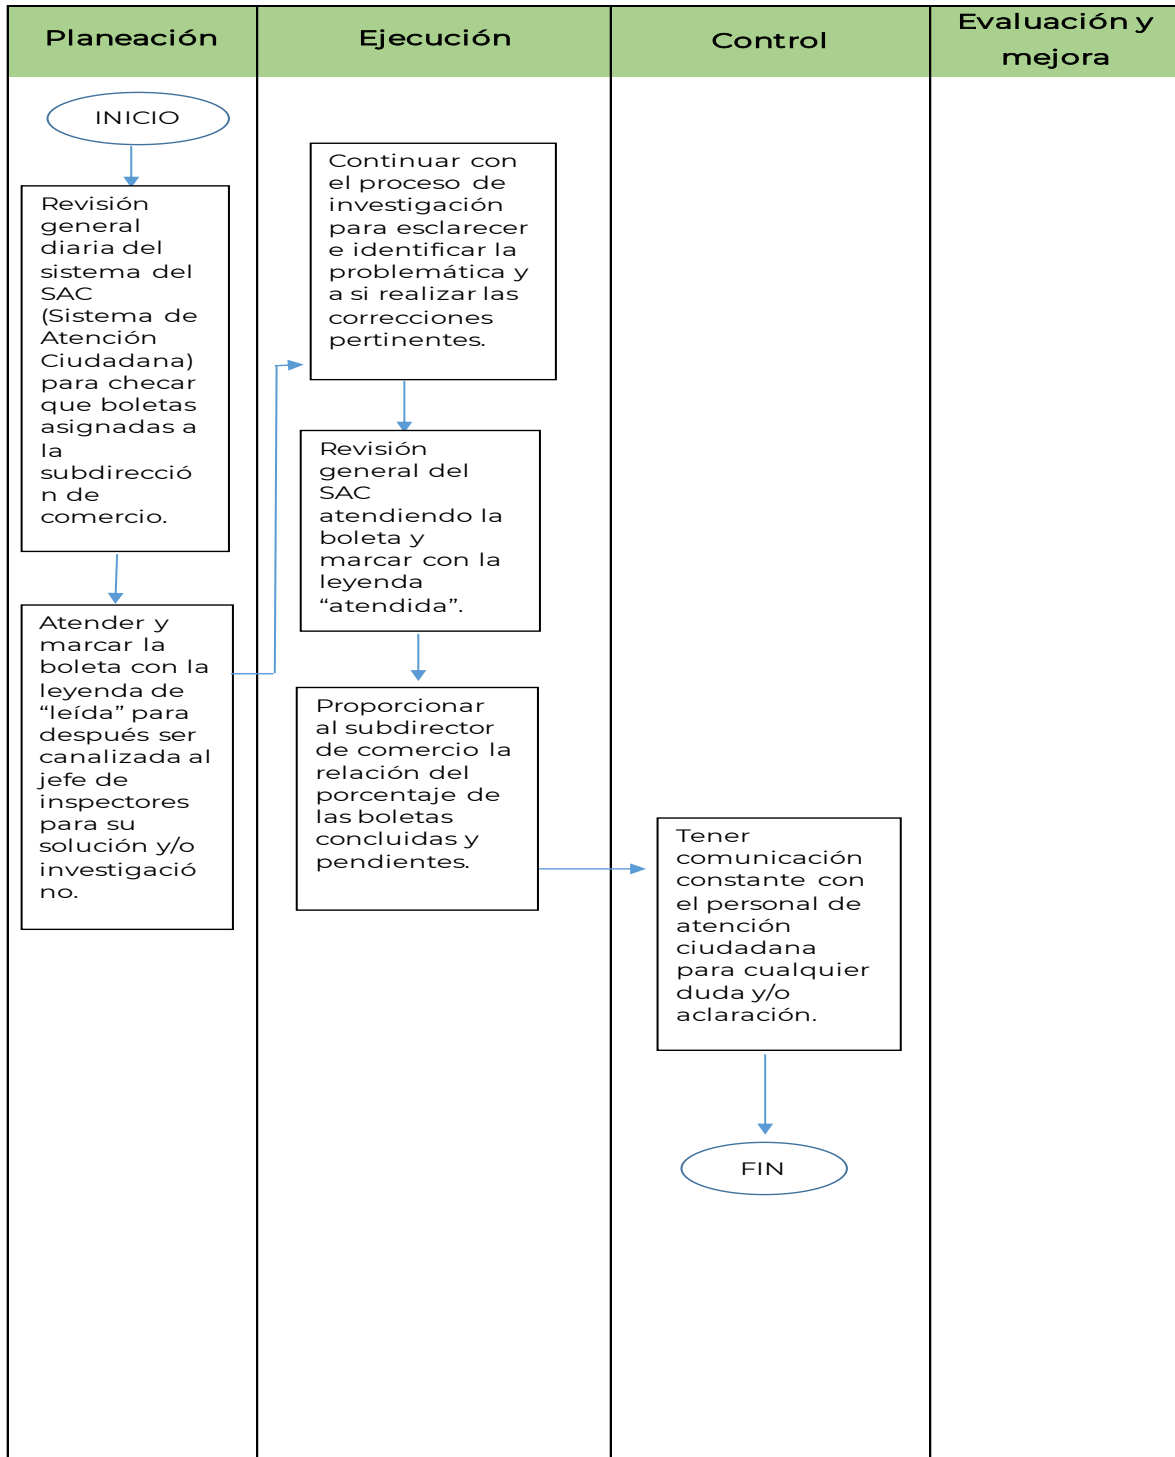 Planeación
Ejecución
Control
Evaluación y
mejora
INICIO
Revisión
general
diaria del
sistema del
SAC
(Sistema de
Atención
Ciudadana)
para checar
que boletas
asignadas a
la
subdirecció
n de
comercio.
Atender y
marcar la
boleta con la
leyenda de
“leída” para
después ser
canalizada al
jefe de
inspectores
para su
solución y/o
investigació
no.
Continuar con
el proceso de
investigación
para esclarecer
e identificar la
problemática y
a si realizar las
correcciones
pertinentes.
Revisión
general del
SAC
atendiendo la
boleta y
marcar con la
leyenda
“atendida”.
Proporcionar
al subdirector
de comercio la
relación del
porcentaje de
las boletas
concluidas y
pendientes.
Tener
comunicación
constante con
el personal de
atención
ciudadana
para cualquier
duda y/o
aclaración.
FIN